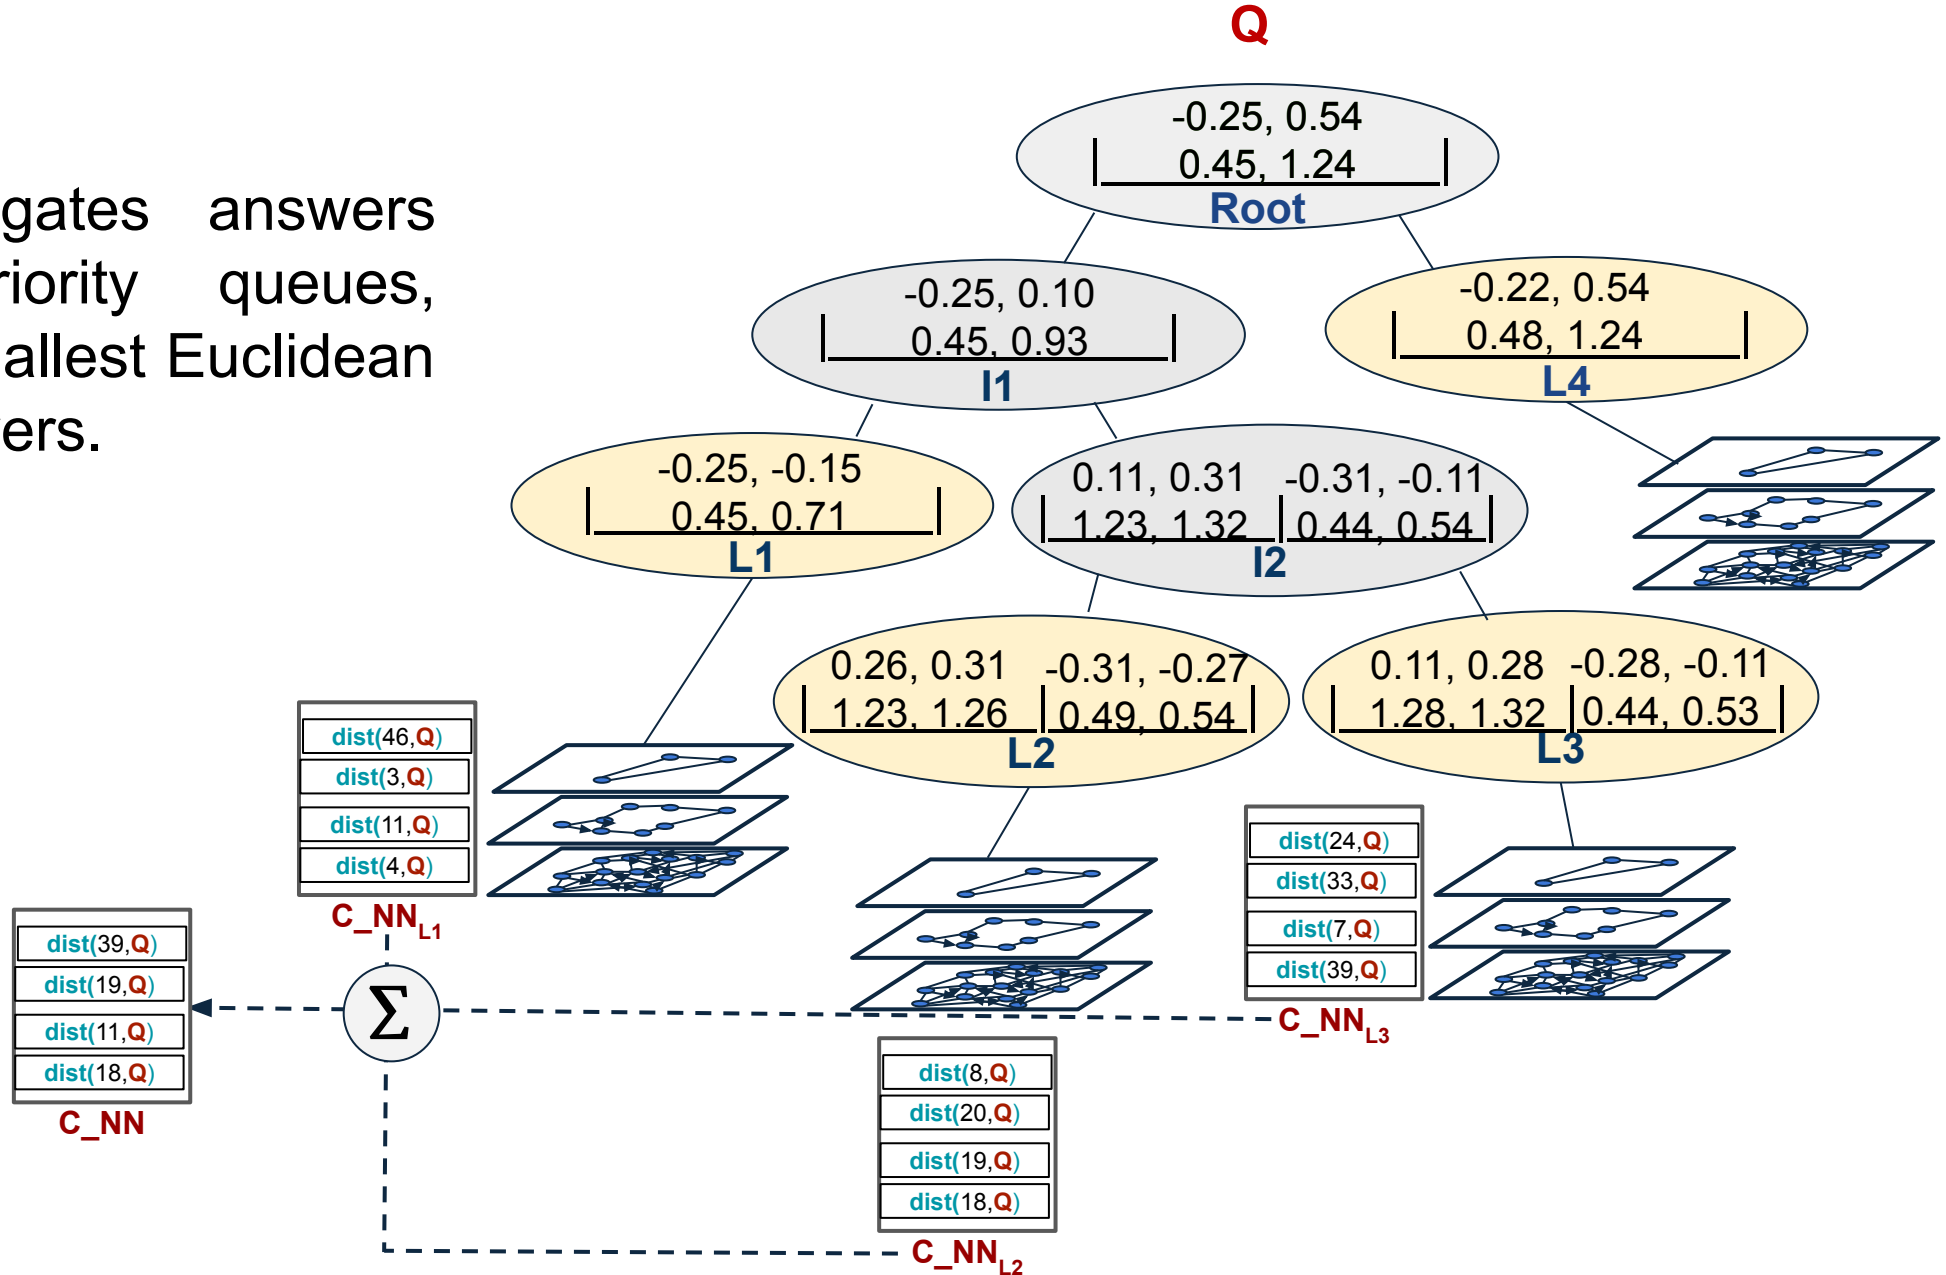 Q
-0.25, 0.54
0.45, 1.24
Root
gates answers
riority queues,
allest Euclidean
ers.
-0.25, 0.10
0.45, 0.93
I1
-0.22, 0.54
0.48, 1.24
L4
-0.25, -0.15
0.45, 0.71
L1
0.11, 0.31 -0.31, -0.11
1.23, 1.32 0.44, 0.54
I2
0.26, 0.31 -0.31, -0.27
1.23, 1.26 0.49, 0.54
L2
0.11, 0.28 -0.28, -0.11
1.28, 1.32 0.44, 0.53
L3
dist(46,Q)
dist(3,Q)
dist(11,Q)
dist(4,Q)
C_NNL1
dist(24,Q)
dist(33,Q)
dist(7,Q)
dist(39,Q)
C_NNL3
dist(39,Q)
dist(19,Q)
dist(11,Q)
dist(18,Q)
C_NN
Σ
dist(8,Q)
dist(20,Q)
dist(19,Q)
dist(18,Q)
C_NNL2